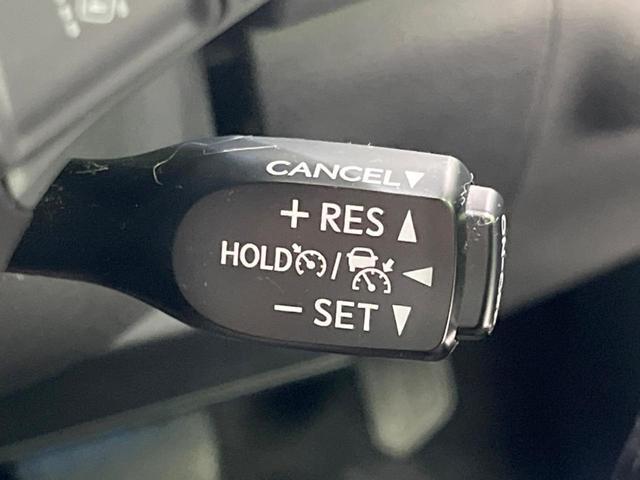 CANCEL▼
+ RES ▲
HOLD / ◀
− SET ▼